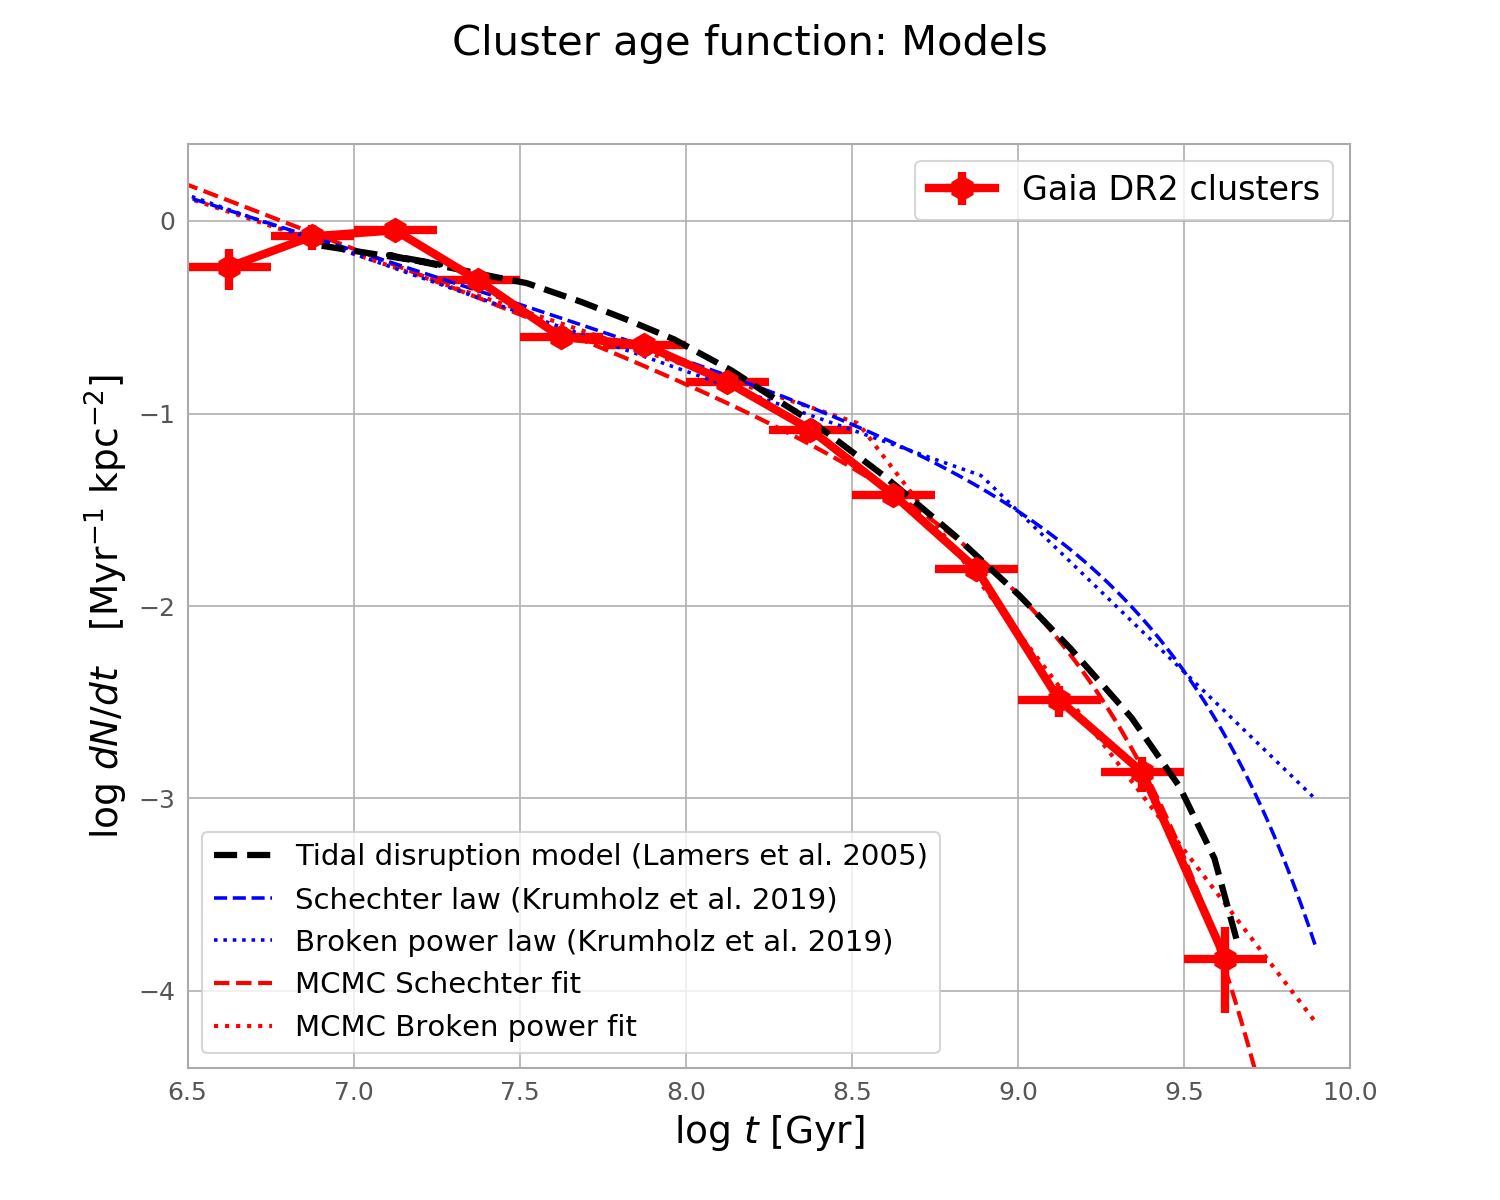 Cluster age function: Models
Gaia DR2 clusters
log dN/dt [Myr⁻¹ kpc⁻²]
0
−1
−2
−3
−4
Tidal disruption model (Lamers et al. 2005)
Schechter law (Krumholz et al. 2019)
Broken power law (Krumholz et al. 2019)
MCMC Schechter fit
MCMC Broken power fit
6.5 7.0 7.5 8.0 8.5 9.0 9.5 10.0
log t [Gyr]